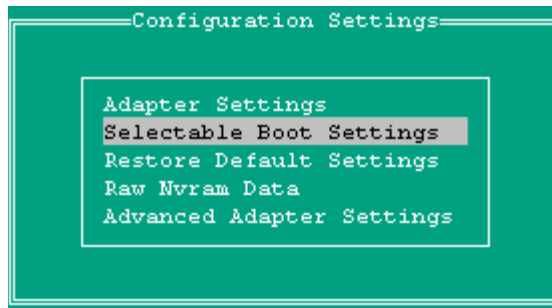 Configuration Settings
Adapter Settings
Selectable Boot Settings
Restore Default Settings
Raw Nvram Data
Advanced Adapter Settings